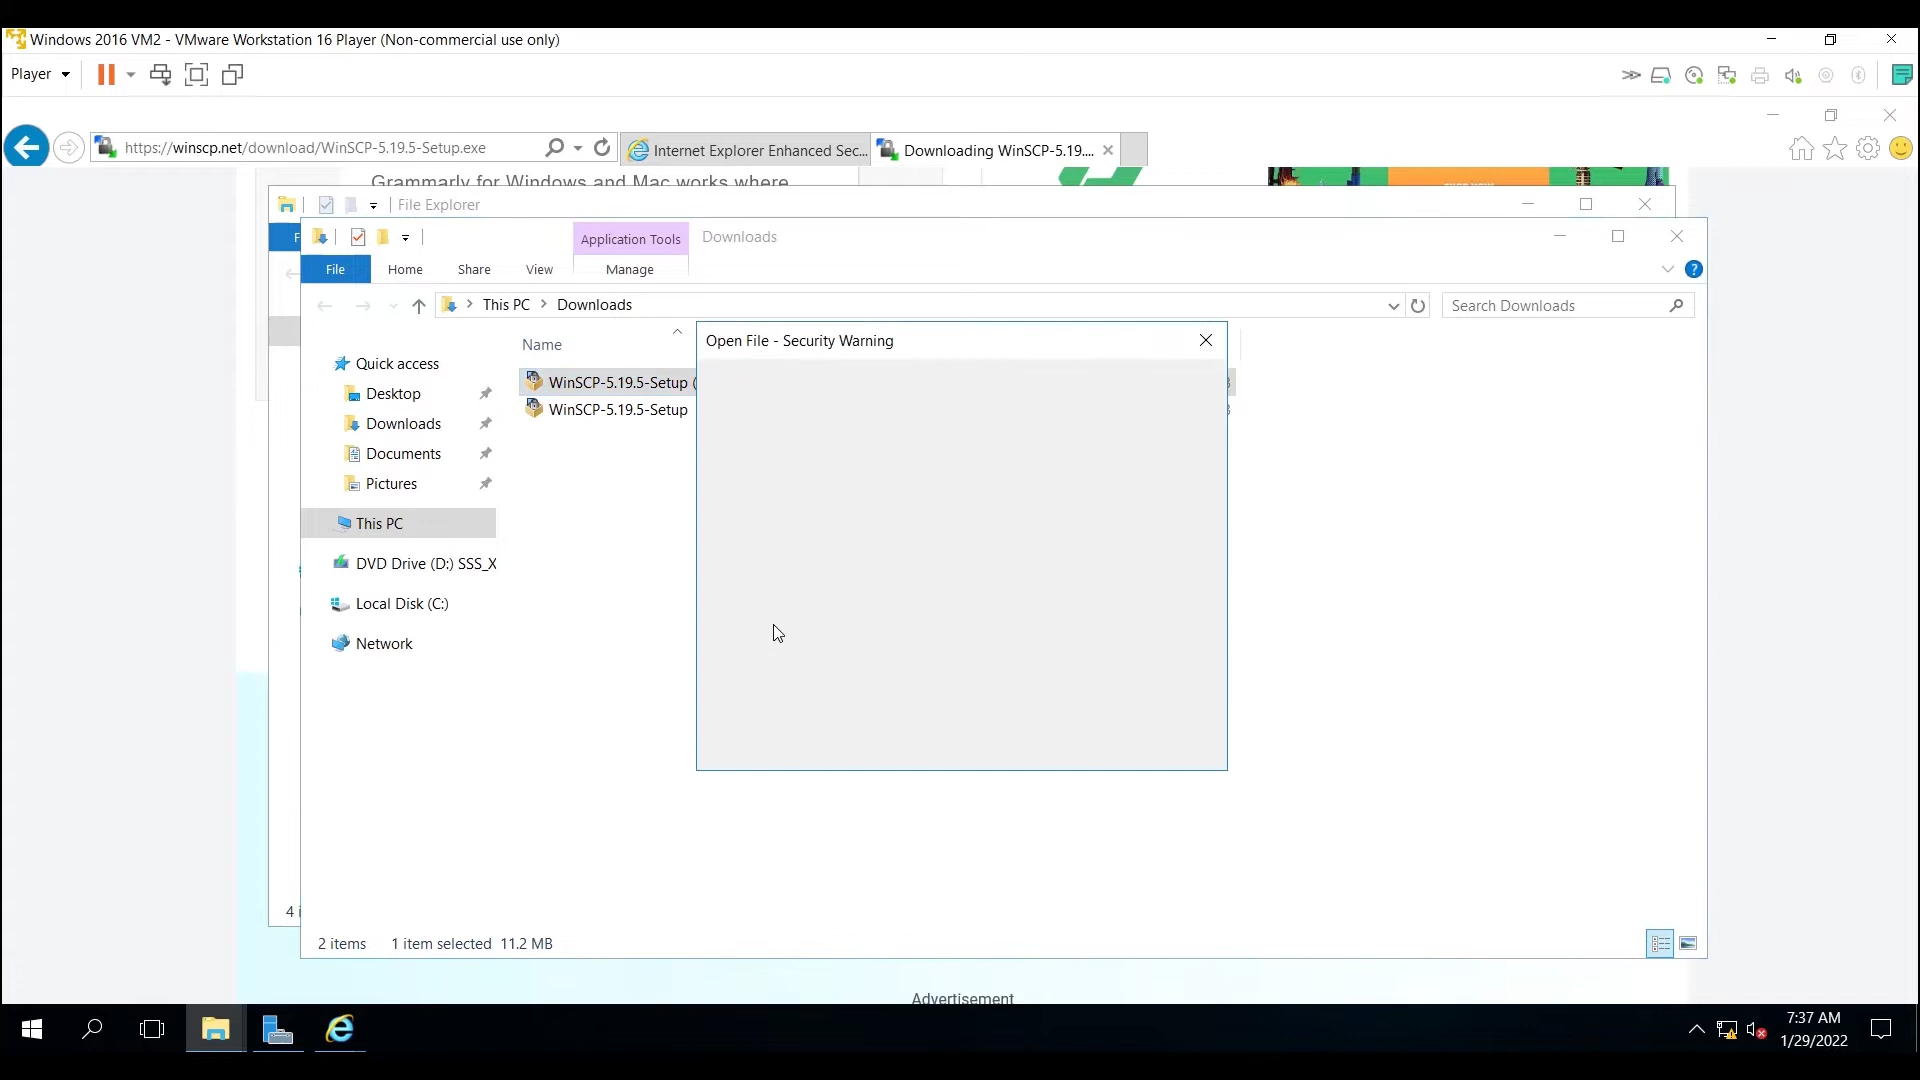 Windows 2016 VM2 - VMware Workstation 16 Player (Non-commercial use only)
Player
https://winscp.net/download/WinSCP-5.19.5-Setup.exe
Internet Explorer Enhanced Sec...
Downloading WinSCP-5.19....
Grammarly for Windows and Mac works where
File Explorer
F
Application Tools
Downloads
File
Home
Share
View
Manage
This PC
Downloads
Search Downloads
Name
Open File - Security Warning
Quick access
WinSCP-5.19.5-Setup (
WinSCP-5.19.5-Setup
Desktop
Downloads
Documents
Pictures
This PC
DVD Drive (D:) SSS_X
Local Disk (C:)
Network
4 i
2 items
1 item selected 11.2 MB
Advertisement
7:37 AM
1/29/2022